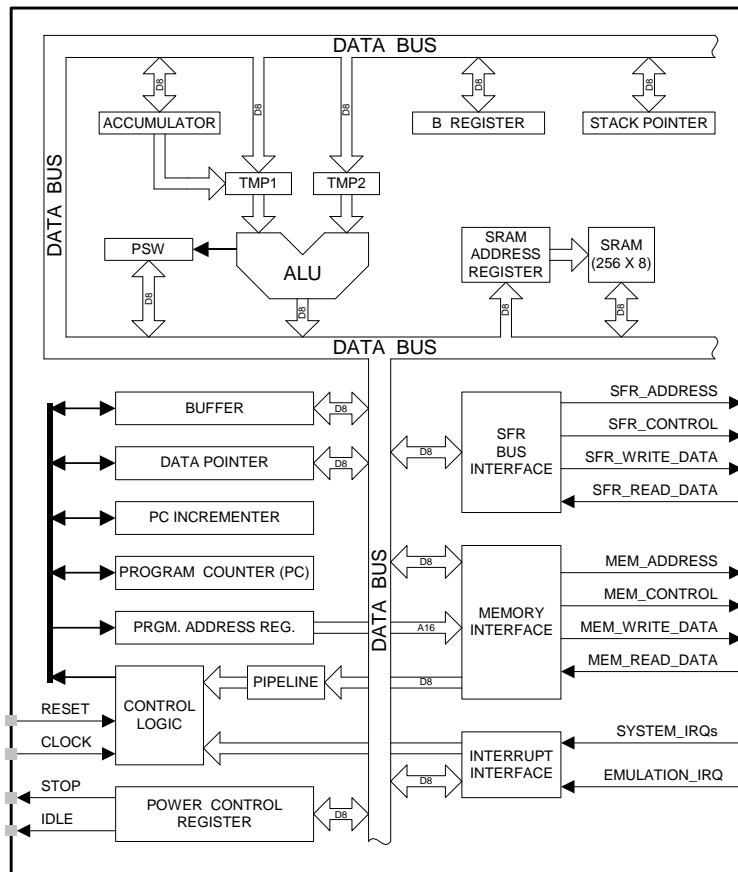 DATA BUS
D8
D8
D8
D8
D8
ACCUMULATOR
B REGISTER
STACK POINTER
DATA BUS
TMP1
TMP2
PSW
ALU
SRAM
ADDRESS
REGISTER
SRAM
(256 X 8)
D8
D8
D8
D8
DATA BUS
BUFFER
D8
DATA POINTER
D8
PC INCREMENTER
PROGRAM COUNTER (PC)
PRGM. ADDRESS REG.
A16
DATA BUS
D8
SFR
BUS
INTERFACE
SFR_ADDRESS
SFR_CONTROL
SFR_WRITE_DATA
SFR_READ_DATA
D8
MEMORY
INTERFACE
MEM_ADDRESS
MEM_CONTROL
MEM_WRITE_DATA
MEM_READ_DATA
RESET
CLOCK
CONTROL
LOGIC
PIPELINE
D8
INTERRUPT
INTERFACE
D8
SYSTEM_IRQs
EMULATION_IRQ
STOP
IDLE
POWER CONTROL
REGISTER
D8